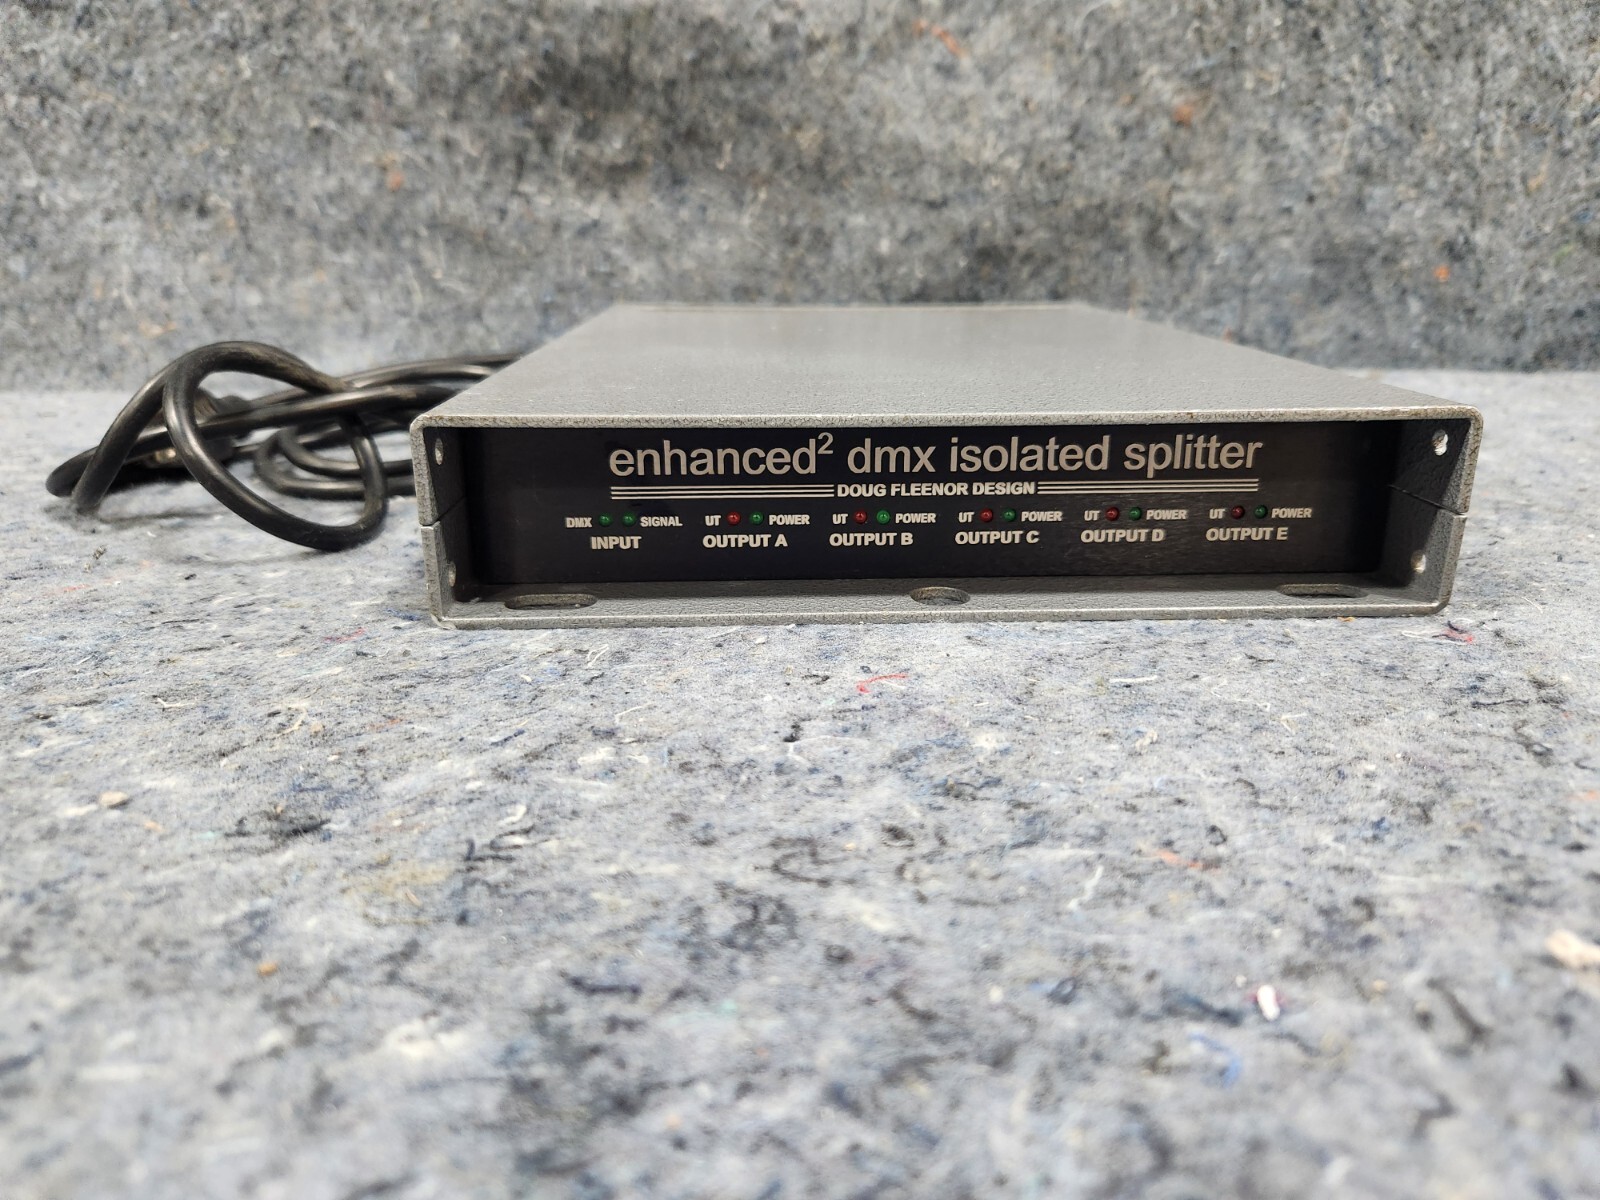 enhanced² dmx isolated splitter
DOUG FLEENOR DESIGN
DMX SIGNAL UT POWER UT POWER UT POWER UT POWER UT POWER
INPUT OUTPUT A OUTPUT B OUTPUT C OUTPUT D OUTPUT E